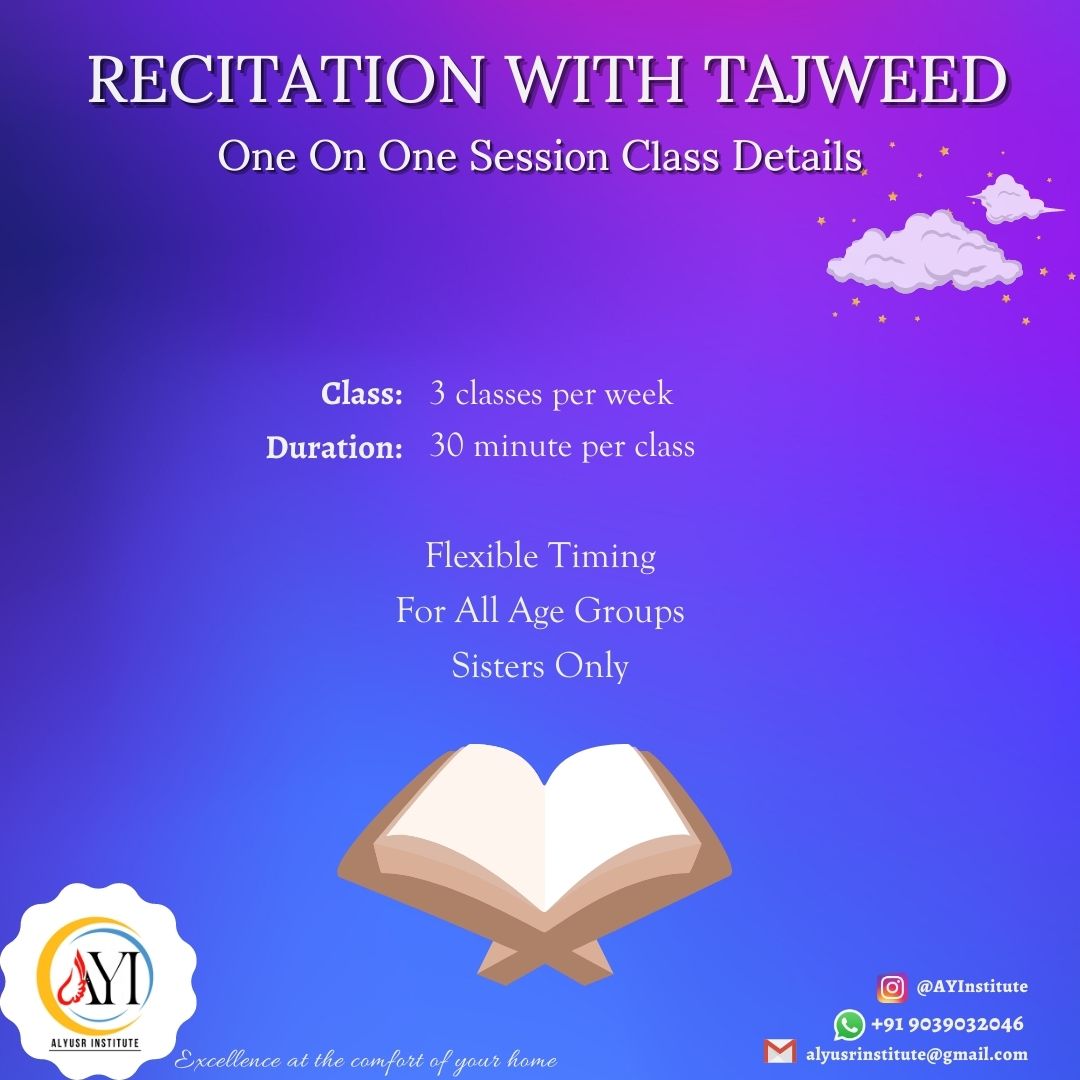 RECITATION WITH TAJWEED
One On One Session Class Details
Class: 3 classes per week
Duration: 30 minute per class
Flexible Timing
For All Age Groups
Sisters Only
AYI
ALYUSR INSTITUTE
Excellence at the comfort of your home
@AYInstitute
+91 9039032046
alyusrinstitute@gmail.com